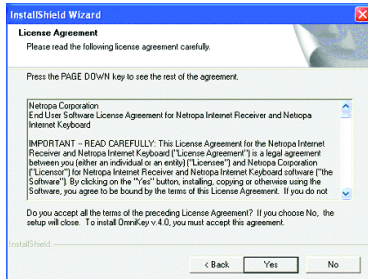 InstallShield Wizard
License Agreement
Please read the following license agreement carefully.
Press the PAGE DOWN key to see the rest of the agreement.
Netropa Corporation
End User Software License Agreement for Netropa Internet Receiver and Netropa
Internet Keyboard
IMPORTANT -- READ CAREFULLY: This License Agreement for the Netropa Internet
Receiver and Netropa Internet Keyboard ("License Agreement") is a legal agreement
between you (either an individual or an entity) ("Licensee") and Netropa Corporation
("Licensor") for Netropa Internet Receiver and Netropa Internet Keyboard software ("the
Software"). By clicking on the "Yes" button, installing, copying or otherwise using the
Software, you agree to be bound by the terms of this License Agreement. If you do not
Do you accept all the terms of the preceding License Agreement? If you choose No, the
setup will close. To install OmniKey v.4.0, you must accept this agreement.
InstallShield
< Back
Yes
No